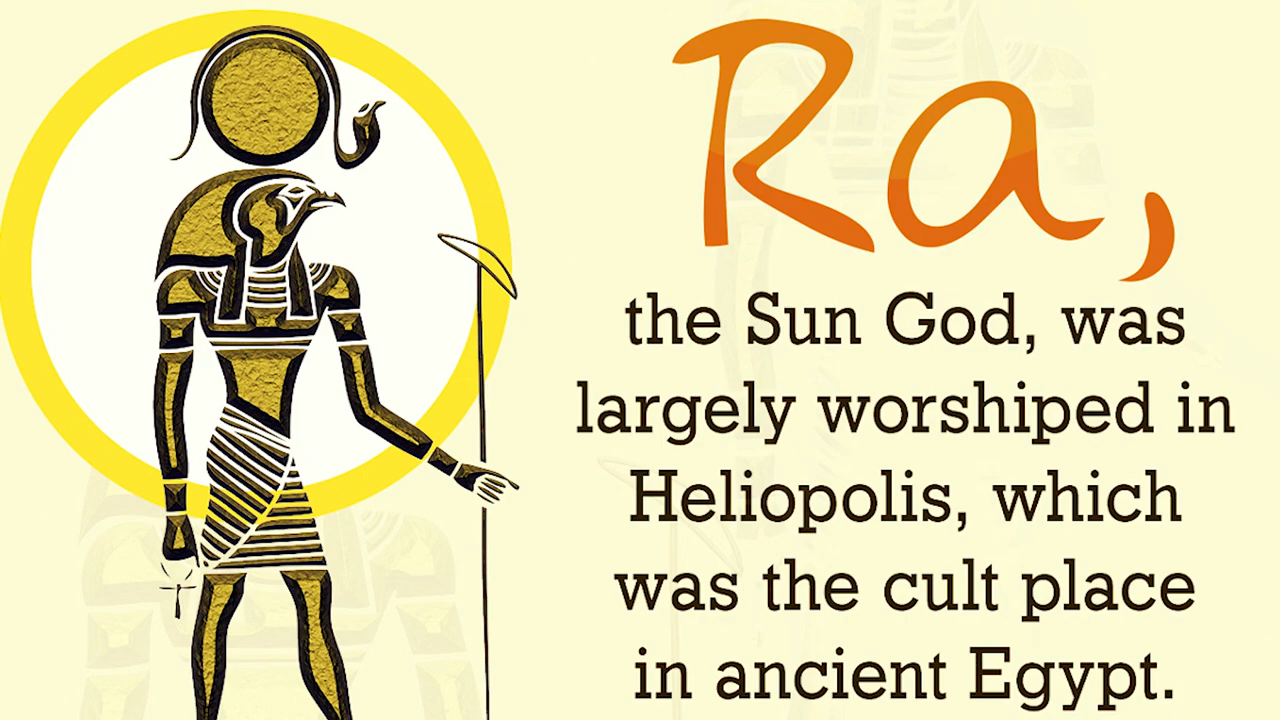 Ra,
the Sun God, was
largely worshiped in
Heliopolis, which
was the cult place
in ancient Egypt.